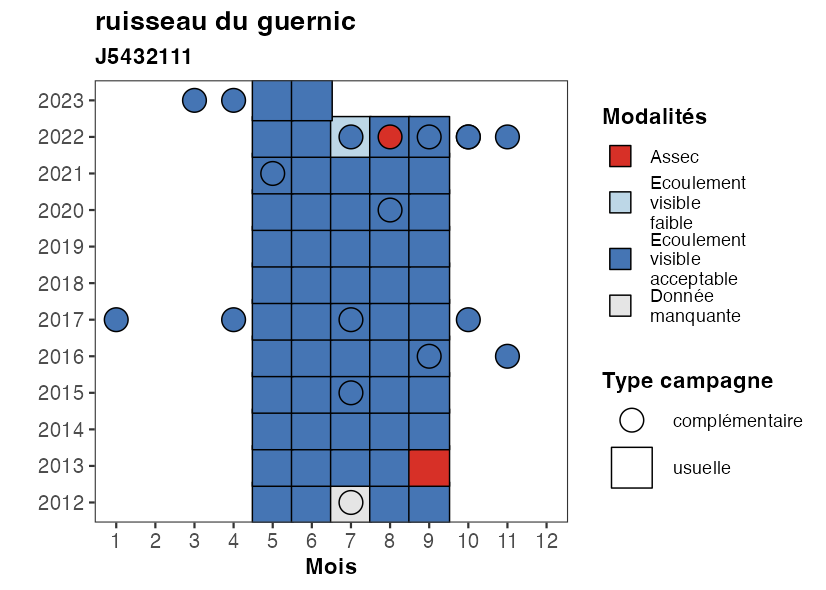 ruisseau du guernic
J5432111
2023
2022
2021
2020
2019
2018
2017
2016
2015
2014
2013
2012
1 2 3 4 5 6 7 8 9 10 11 12
Mois
Modalités
Assec
Ecoulement
visible
faible
Ecoulement
visible
acceptable
Donnée
manquante
Type campagne
complémentaire
usuelle